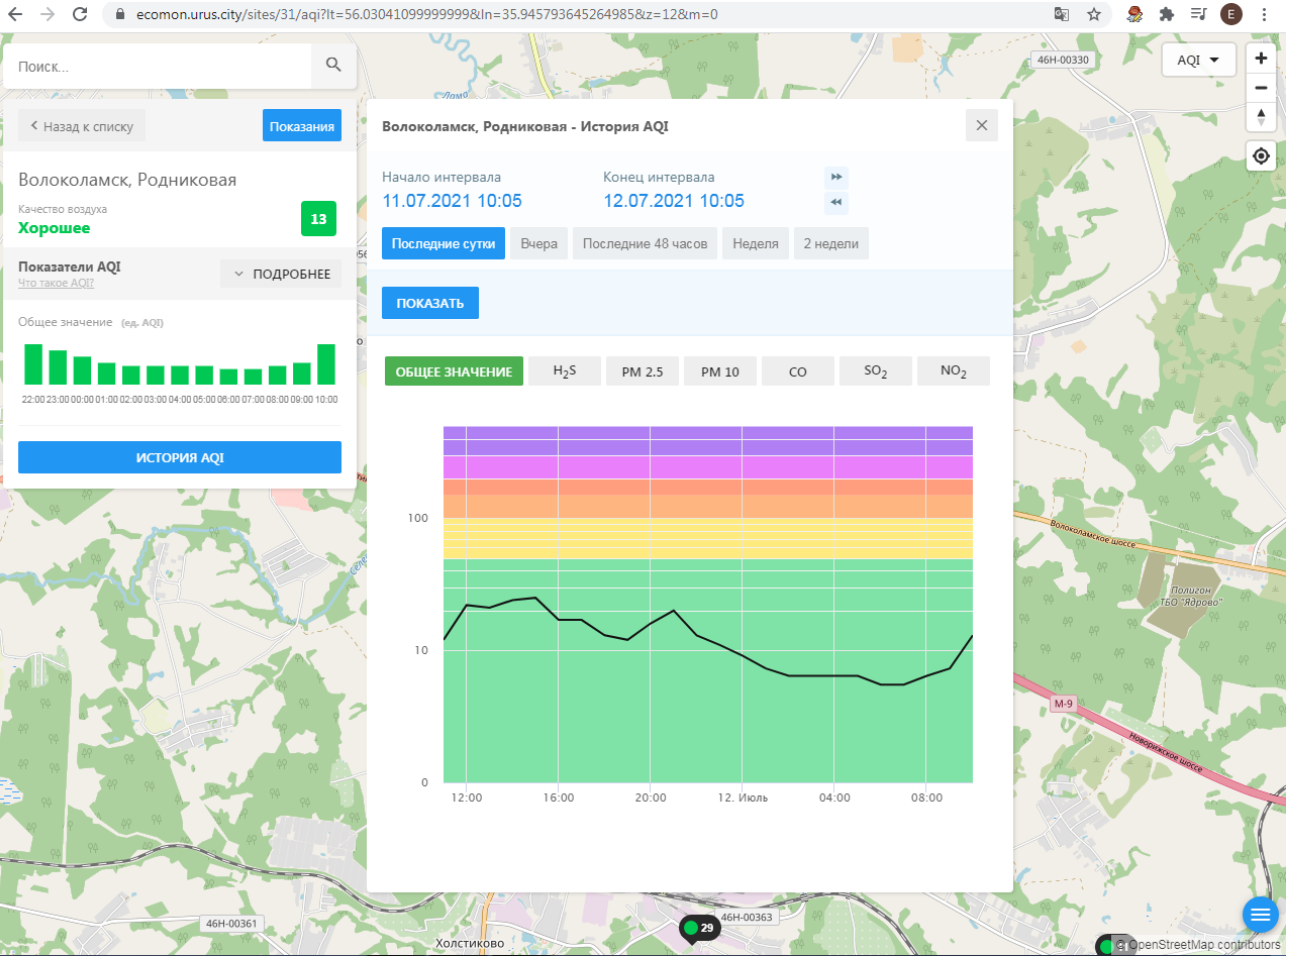 ecomon.urus.city/sites/31/aqi?lt=56.03041099999999&ln=35.945793645264985&z=12&m=0
E
Поиск...
46Н-00330
AQI
Лама
Назад к списку
Показания
Волоколамск, Родниковая - История AQI
Волоколамск, Родниковая
Качество воздуха
Хорошее
13
Начало интервала
Конец интервала
11.07.2021 10:05
12.07.2021 10:05
Последние сутки
Вчера
Последние 48 часов
Неделя
2 недели
Показатели AQI
Что такое AQI?
ПОДРОБНЕЕ
ПОКАЗАТЬ
Общее значение (ед. AQI)
22:00 23:00 00:00 01:00 02:00 03:00 04:00 05:00 06:00 07:00 08:00 09:00 10:00
ИСТОРИЯ AQI
ОБЩЕЕ ЗНАЧЕНИЕ
H2S
PM 2.5
PM 10
CO
SO2
NO2
100
10
0
12:00
16:00
20:00
12. Июль
04:00
08:00
Волоколамское шоссе
Полигон
ТБО "Ядрово"
М-9
Новорижское шоссе
46Н-00361
46Н-00363
29
Холстиково
© OpenStreetMap contributors